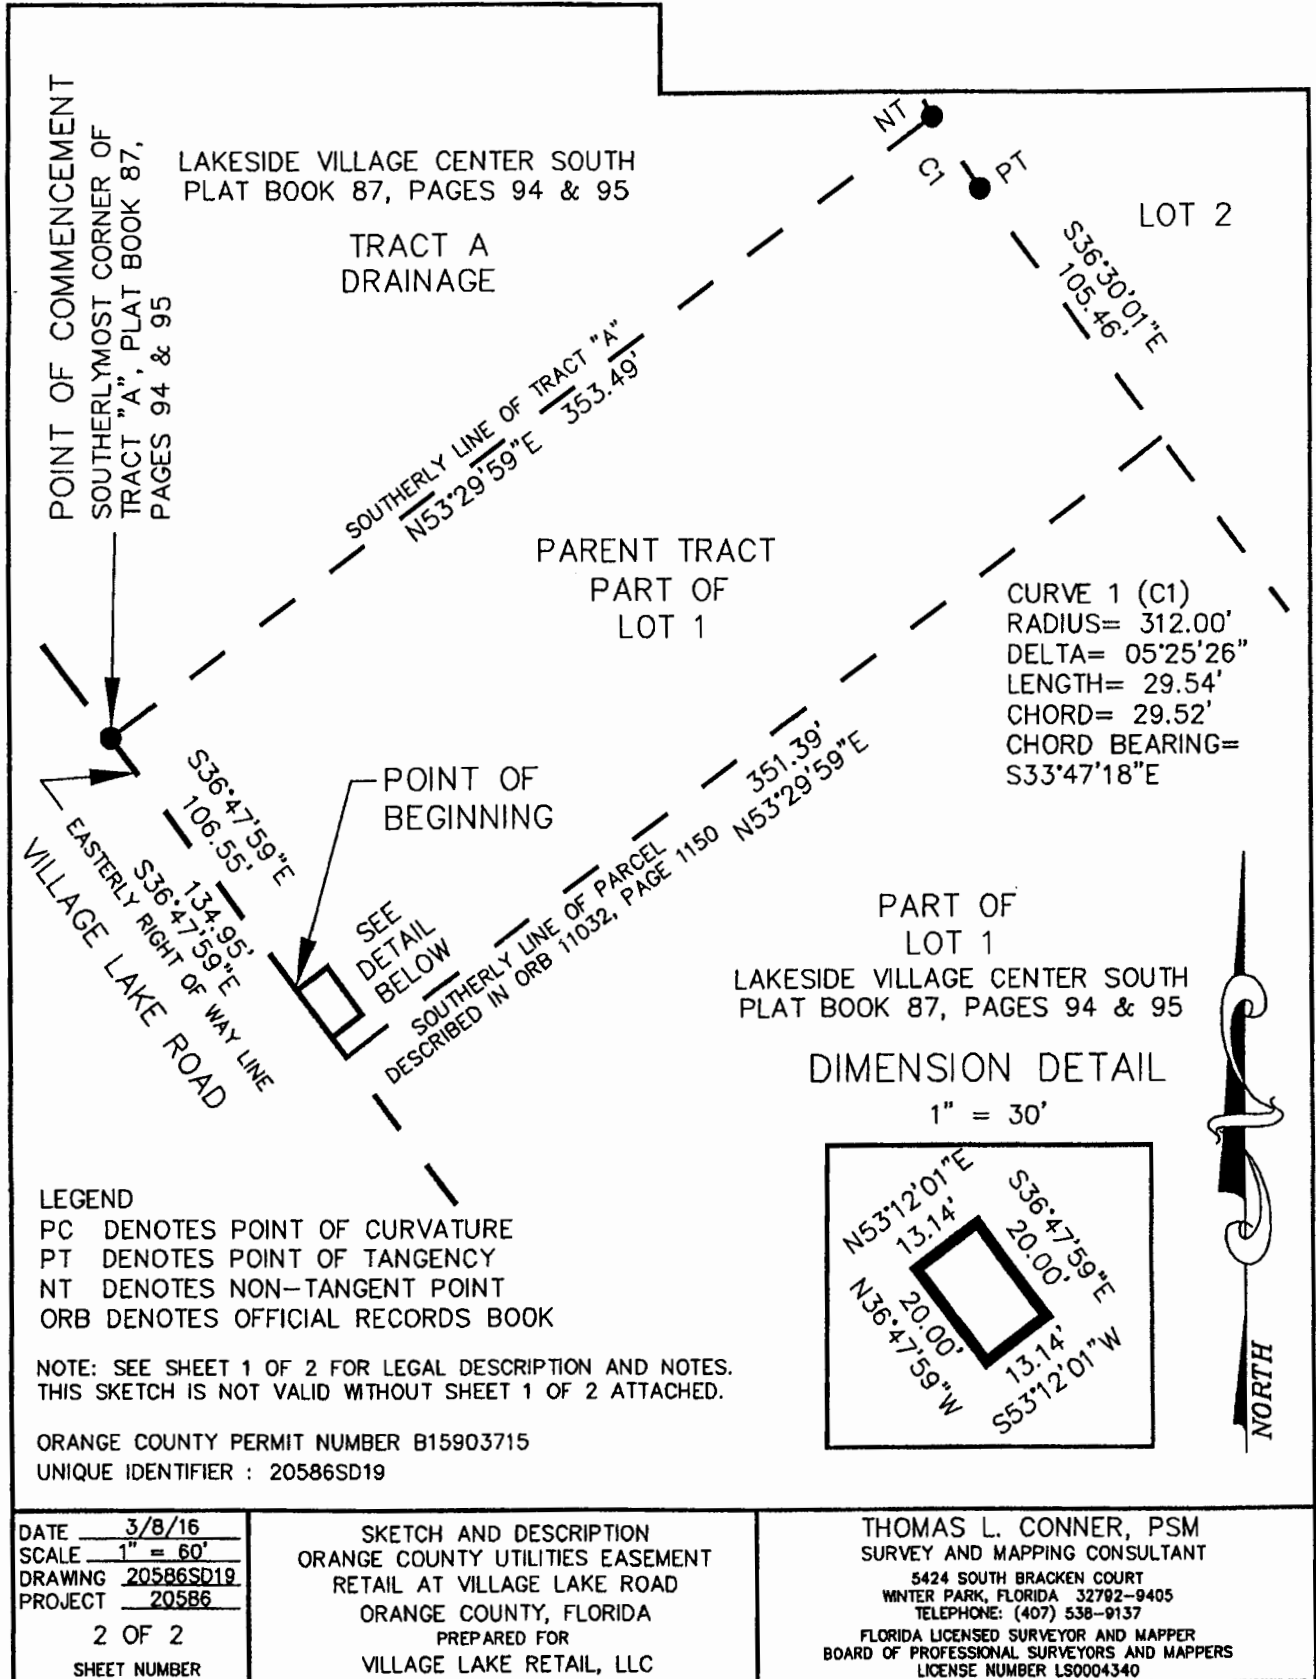 POINT OF COMMENCEMENT
SOUTHERLYMOST CORNER OF
TRACT "A", PLAT BOOK 87,
PAGES 94 & 95
LAKESIDE VILLAGE CENTER SOUTH
PLAT BOOK 87, PAGES 94 & 95
TRACT A
DRAINAGE
NT
C1
PT
LOT 2
S36°30'01"E
105.46'
SOUTHERLY LINE OF TRACT "A"
N53°29'59"E 353.49'
PARENT TRACT
PART OF
LOT 1
CURVE 1 (C1)
RADIUS= 312.00'
DELTA= 05°25'26"
LENGTH= 29.54'
CHORD= 29.52'
CHORD BEARING=
S33°47'18"E
S36°47'59"E
106.55'
134.95'
S36°47'59"E
EASTERLY RIGHT OF WAY LINE
VILLAGE LAKE ROAD
POINT OF
BEGINNING
SEE
DETAIL
BELOW
351.39'
N53°29'59"E
SOUTHERLY LINE OF PARCEL
DESCRIBED IN ORB 11032, PAGE 1150
PART OF
LOT 1
LAKESIDE VILLAGE CENTER SOUTH
PLAT BOOK 87, PAGES 94 & 95
DIMENSION DETAIL
1" = 30'
N53°12'01"E
13.14'
S36°47'59"E
20.00'
20.00'
N36°47'59"W
13.14'
S53°12'01"W
NORTH
LEGEND
PC DENOTES POINT OF CURVATURE
PT DENOTES POINT OF TANGENCY
NT DENOTES NON-TANGENT POINT
ORB DENOTES OFFICIAL RECORDS BOOK
NOTE: SEE SHEET 1 OF 2 FOR LEGAL DESCRIPTION AND NOTES.
THIS SKETCH IS NOT VALID WITHOUT SHEET 1 OF 2 ATTACHED.
ORANGE COUNTY PERMIT NUMBER B15903715
UNIQUE IDENTIFIER : 20586SD19
DATE 3/8/16
SCALE 1" = 60'
DRAWING 20586SD19
PROJECT 20586
2 OF 2
SHEET NUMBER
SKETCH AND DESCRIPTION
ORANGE COUNTY UTILITIES EASEMENT
RETAIL AT VILLAGE LAKE ROAD
ORANGE COUNTY, FLORIDA
PREPARED FOR
VILLAGE LAKE RETAIL, LLC
THOMAS L. CONNER, PSM
SURVEY AND MAPPING CONSULTANT
5424 SOUTH BRACKEN COURT
WINTER PARK, FLORIDA 32792-9405
TELEPHONE: (407) 538-9137
FLORIDA LICENSED SURVEYOR AND MAPPER
BOARD OF PROFESSIONAL SURVEYORS AND MAPPERS
LICENSE NUMBER LS0004340